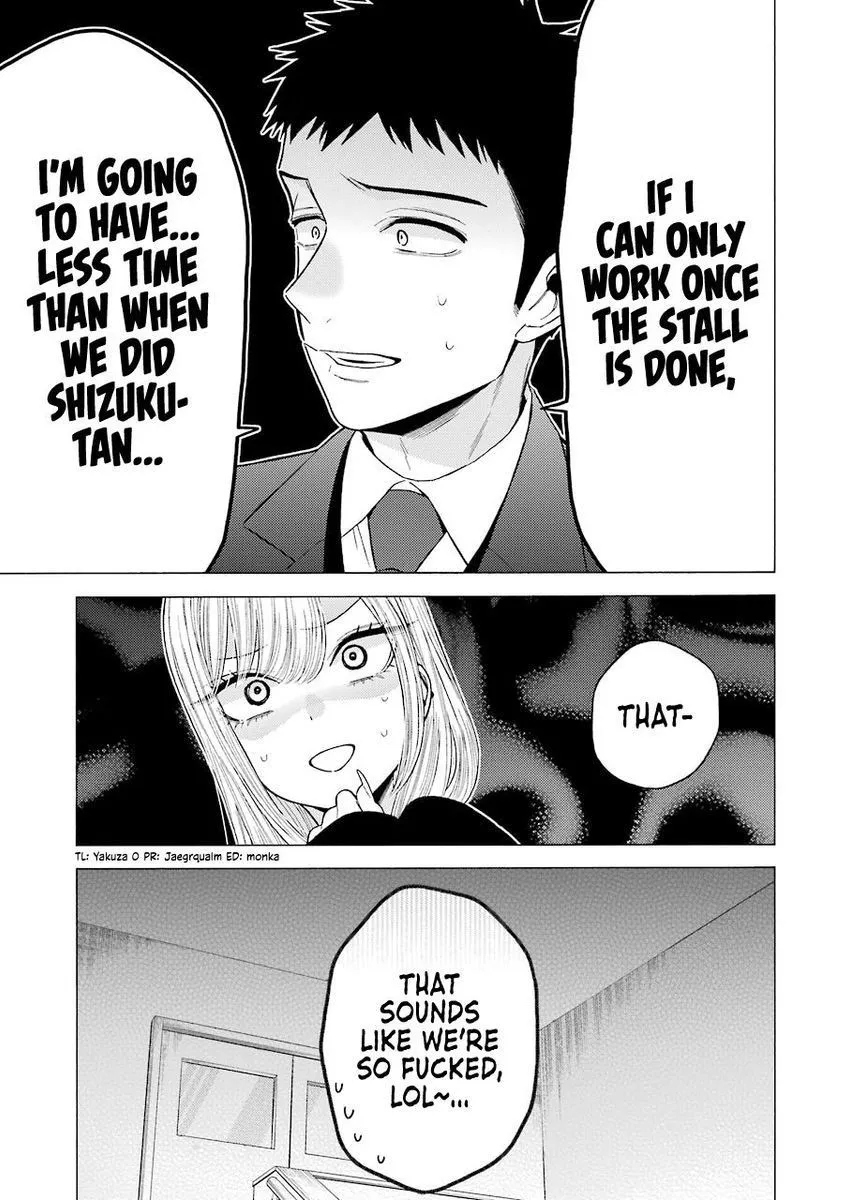 IF I
CAN ONLY
WORK ONCE
THE STALL
IS DONE,
I'M GOING
TO HAVE...
LESS TIME
THAN WHEN
WE DID
SHIZUKU-
TAN...
THAT-
TL: Yakuza 0 PR: Jaegrqualm ED: monka
THAT
SOUNDS
LIKE WE'RE
SO FUCKED,
LOL~...